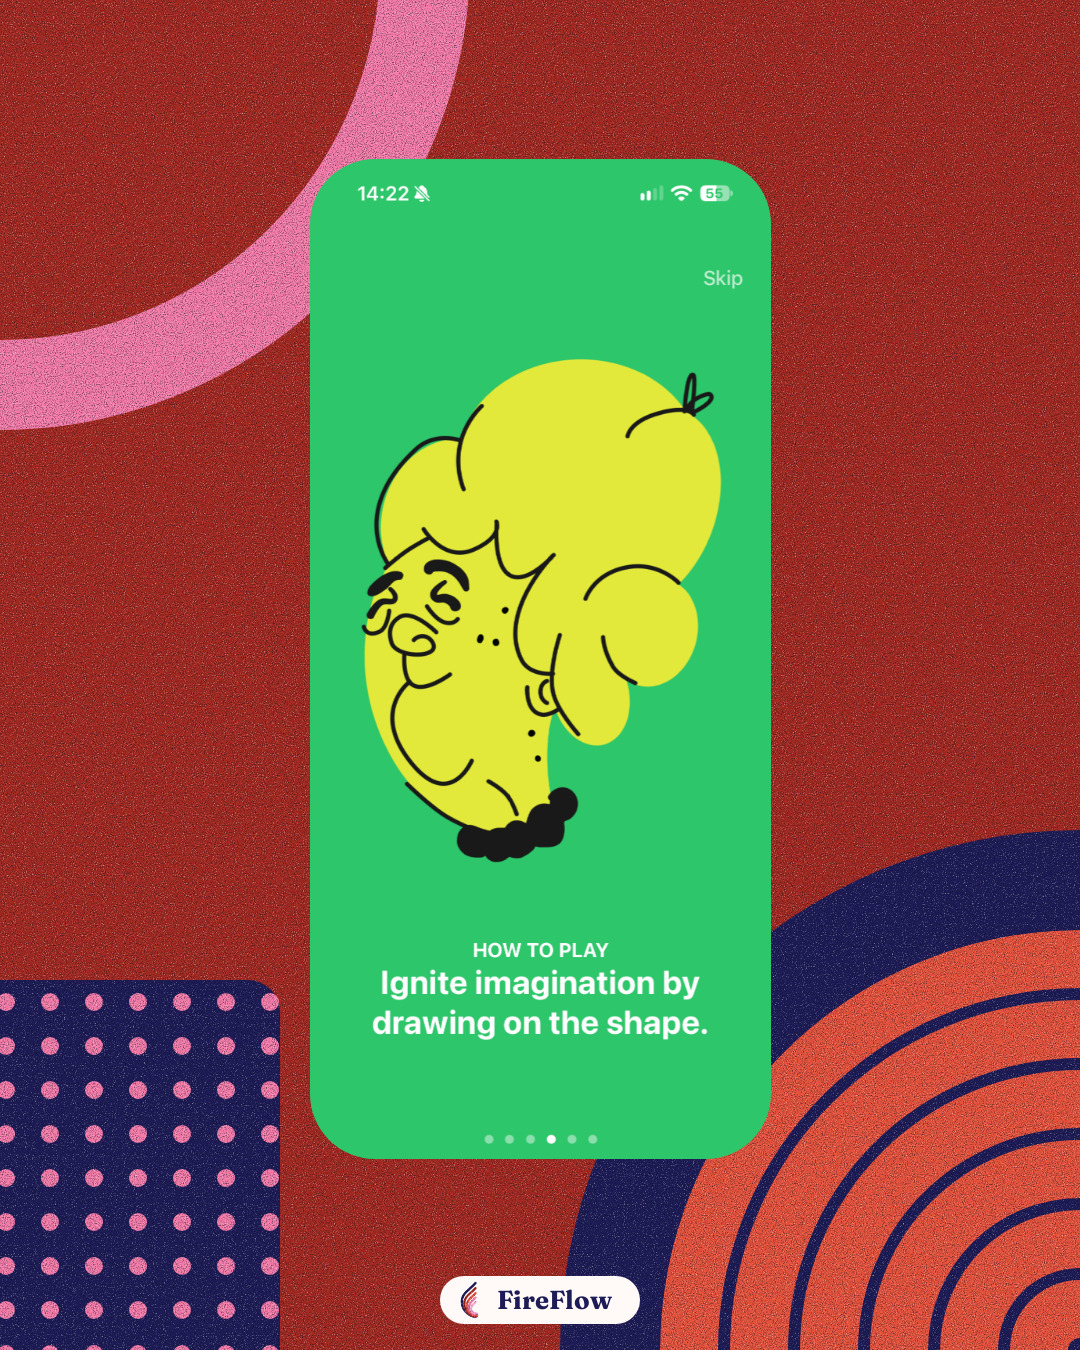 14:22
55
Skip
HOW TO PLAY
Ignite imagination by
drawing on the shape.
FireFlow